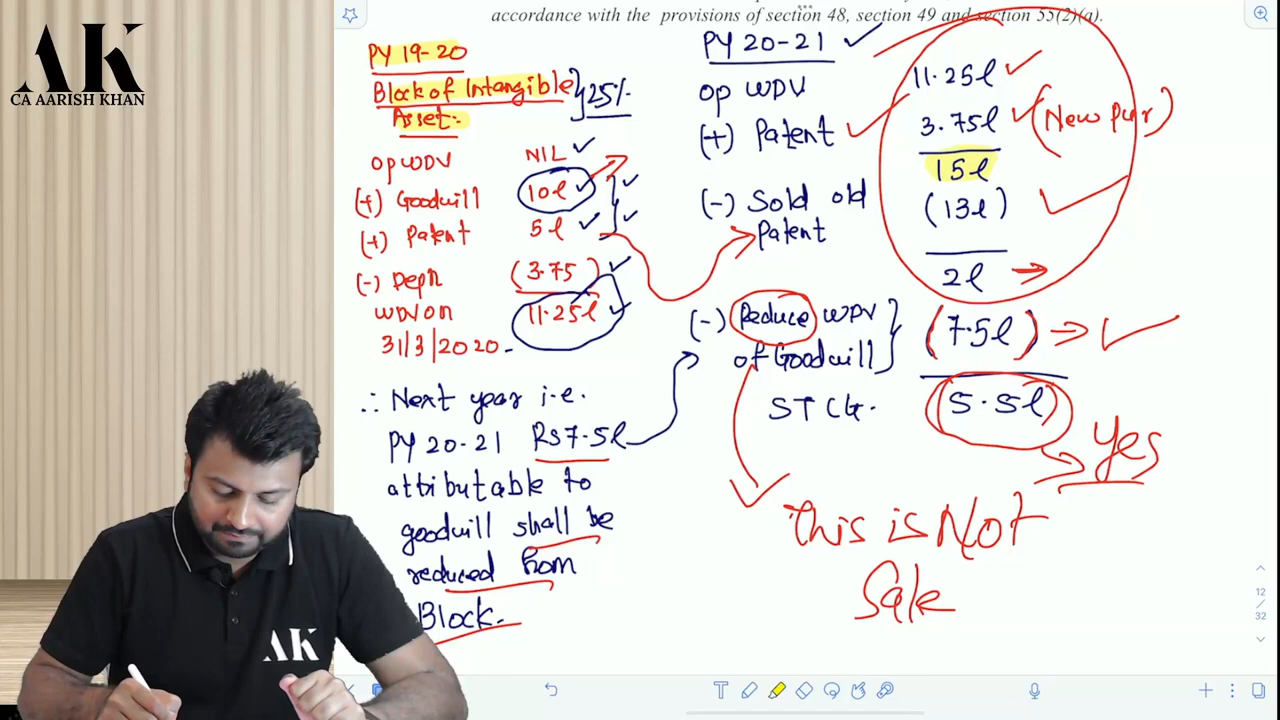 accordance with the provisions of section 48, section 49 and section 55(2)(a).
AK
CA AARISH KHAN
PY 19-20
Block of Intangible } 25%
Asset:-
op WDV NIL
(+) Goodwill 10l
(+) Patent 5l
(-) Depn (3.75)
WDV on 11.25l
31/3/2020.
∴ Next year i.e.
PY 20-21 Rs 7.5l
attributable to
goodwill shall be
reduced from
Block.
PY 20-21
op WDV 11.25l
(+) Patent 3.75l (New Pur)
15l
(-) Sold old (13l)
Patent
2l
(-) Reduce WDV } (7.5l)
of Goodwill
STCG. (5.5l)
Yes
this is Not
Sale
AK
12
/
32